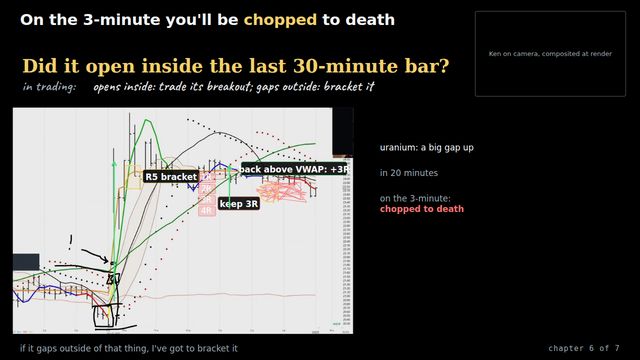 On the 3-minute you'll be chopped to death
Ken on camera, composited at render
Did it open inside the last 30-minute bar?
in trading: opens inside: trade its breakout; gaps outside: bracket it
R5 bracket
back above VWAP: +3R
keep 3R
4R
uranium: a big gap up
in 20 minutes
on the 3-minute:
chopped to death
if it gaps outside of that thing, I've got to bracket it
chapter 6 of 7